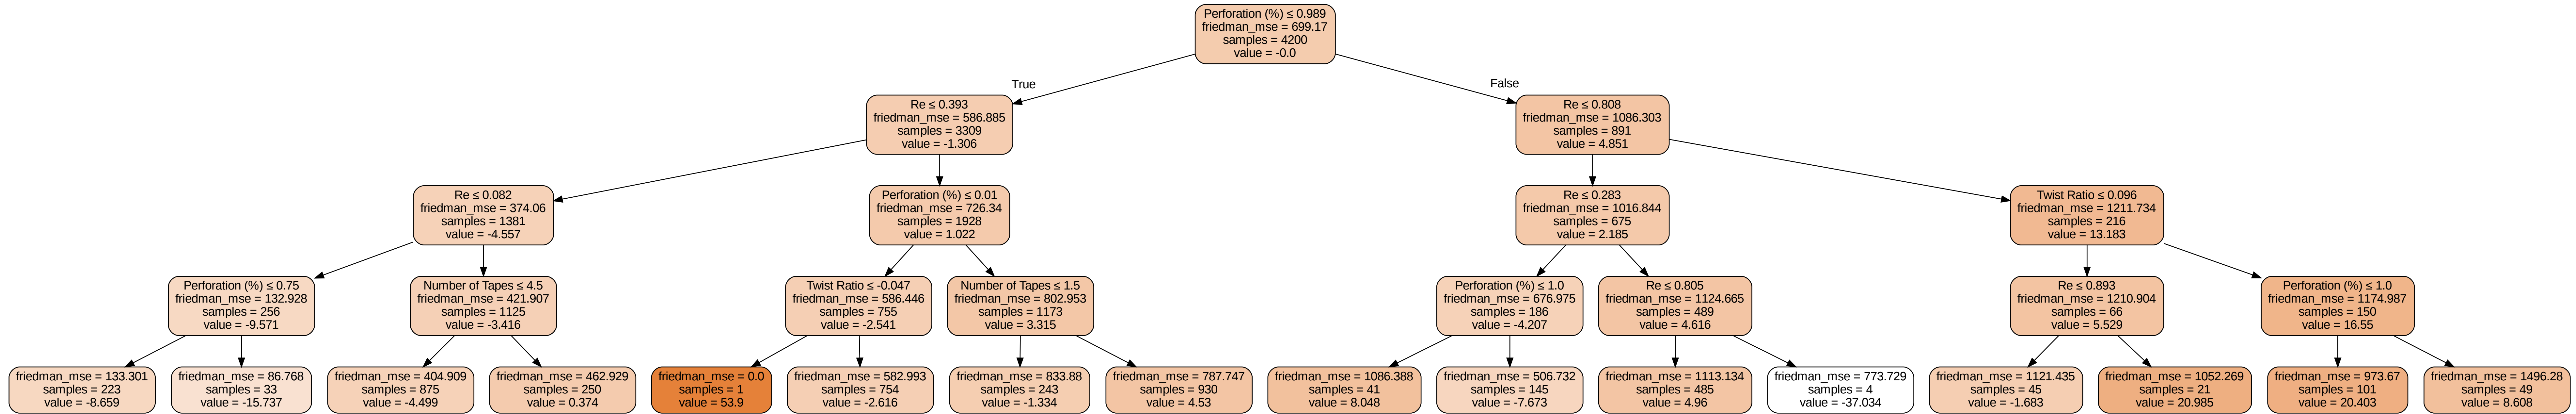 Perforation (%) ≤ 0.989
friedman_mse = 699.17
samples = 4200
value = -0.0
True
False
Re ≤ 0.393
friedman_mse = 586.885
samples = 3309
value = -1.306
Re ≤ 0.808
friedman_mse = 1086.303
samples = 891
value = 4.851
Re ≤ 0.082
friedman_mse = 374.06
samples = 1381
value = -4.557
Perforation (%) ≤ 0.01
friedman_mse = 726.34
samples = 1928
value = 1.022
Re ≤ 0.283
friedman_mse = 1016.844
samples = 675
value = 2.185
Twist Ratio ≤ 0.096
friedman_mse = 1211.734
samples = 216
value = 13.183
Perforation (%) ≤ 0.75
friedman_mse = 132.928
samples = 256
value = -9.571
Number of Tapes ≤ 4.5
friedman_mse = 421.907
samples = 1125
value = -3.416
Twist Ratio ≤ -0.047
friedman_mse = 586.446
samples = 755
value = -2.541
Number of Tapes ≤ 1.5
friedman_mse = 802.953
samples = 1173
value = 3.315
Perforation (%) ≤ 1.0
friedman_mse = 676.975
samples = 186
value = -4.207
Re ≤ 0.805
friedman_mse = 1124.665
samples = 489
value = 4.616
Re ≤ 0.893
friedman_mse = 1210.904
samples = 66
value = 5.529
Perforation (%) ≤ 1.0
friedman_mse = 1174.987
samples = 150
value = 16.55
friedman_mse = 133.301
samples = 223
value = -8.659
friedman_mse = 86.768
samples = 33
value = -15.737
friedman_mse = 404.909
samples = 875
value = -4.499
friedman_mse = 462.929
samples = 250
value = 0.374
friedman_mse = 0.0
samples = 1
value = 53.9
friedman_mse = 582.993
samples = 754
value = -2.616
friedman_mse = 833.88
samples = 243
value = -1.334
friedman_mse = 787.747
samples = 930
value = 4.53
friedman_mse = 1086.388
samples = 41
value = 8.048
friedman_mse = 506.732
samples = 145
value = -7.673
friedman_mse = 1113.134
samples = 485
value = 4.96
friedman_mse = 773.729
samples = 4
value = -37.034
friedman_mse = 1121.435
samples = 45
value = -1.683
friedman_mse = 1052.269
samples = 21
value = 20.985
friedman_mse = 973.67
samples = 101
value = 20.403
friedman_mse = 1496.28
samples = 49
value = 8.608